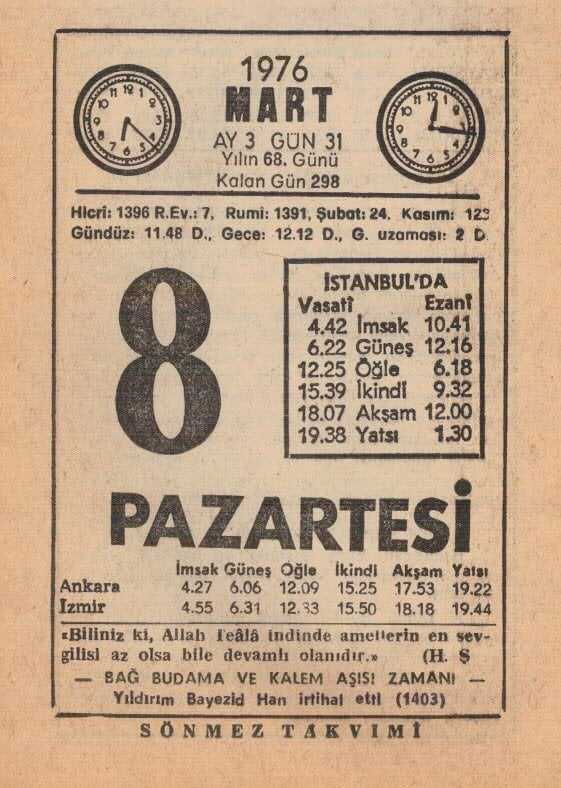 1976
MART
AY 3 GÜN 31
Yılın 68. Günü
Kalan Gün 298
Hicri: 1396 R.Ev.: 7, Rumi: 1391, Şubat: 24. Kasım: 123
Gündüz: 11.48 D., Gece: 12.12 D., G. uzaması: 2 D.
8
İSTANBUL'DA
Vasatî Ezanî
4.42 İmsak 10.41
6.22 Güneş 12.16
12.25 Öğle 6.18
15.39 İkindi 9.32
18.07 Akşam 12.00
19.38 Yatsı 1.30
PAZARTESİ
İmsak Güneş Öğle İkindi Akşam Yatsı
Ankara 4.27 6.06 12.09 15.25 17.53 19.22
İzmir 4.55 6.31 12.33 15.50 18.18 19.44
«Biliniz ki, Allah Teâlâ indinde amellerin en sev-
gilisi az olsa bile devamlı olanıdır.» (H. Ş
— BAĞ BUDAMA VE KALEM AŞISI ZAMANI —
Yıldırım Bayezid Han irtihal etti (1403)
SÖNMEZ TAKVİMİ